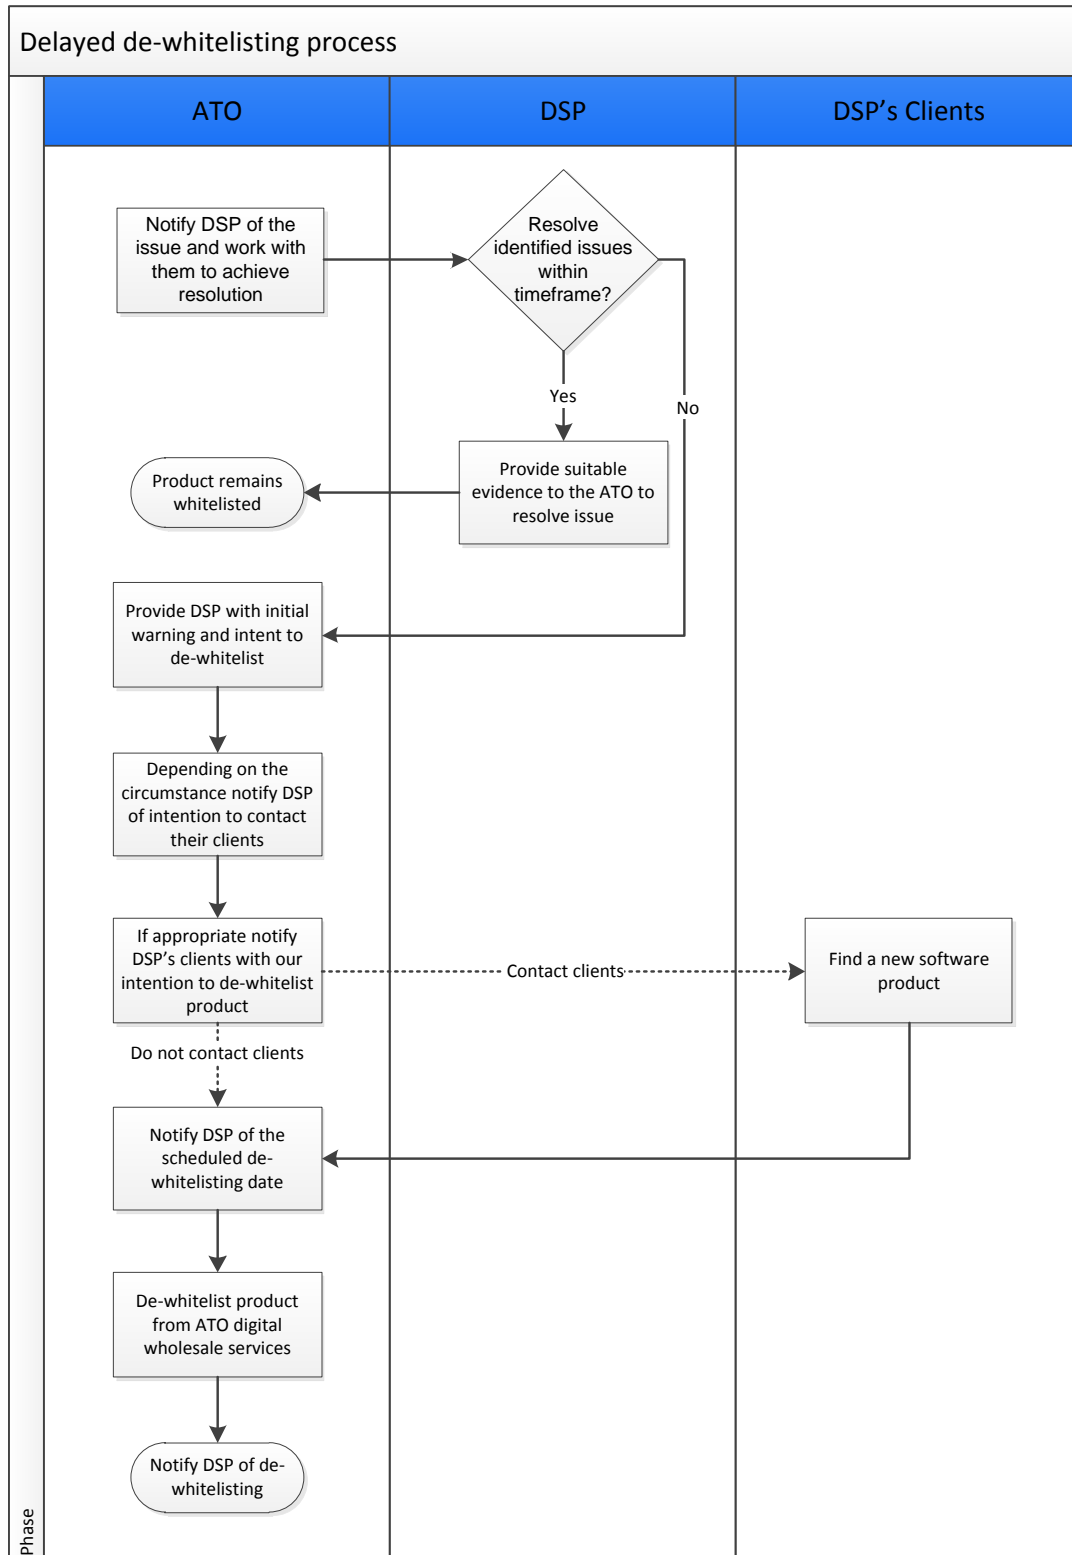 Delayed de-whitelisting process
ATO
DSP
DSP's Clients
Notify DSP of the
issue and work with
them to achieve
resolution
Resolve
identified issues
within
timeframe?
Yes
No
Provide suitable
evidence to the ATO to
resolve issue
Product remains
whitelisted
Provide DSP with initial
warning and intent to
de-whitelist
Depending on the
circumstance notify DSP
of intention to contact
their clients
If appropriate notify
DSP's clients with our
intention to de-whitelist
product
Contact clients
Find a new software
product
Do not contact clients
Notify DSP of the
scheduled de-
whitelisting date
De-whitelist product
from ATO digital
wholesale services
Notify DSP of de-
whitelisting
Phase